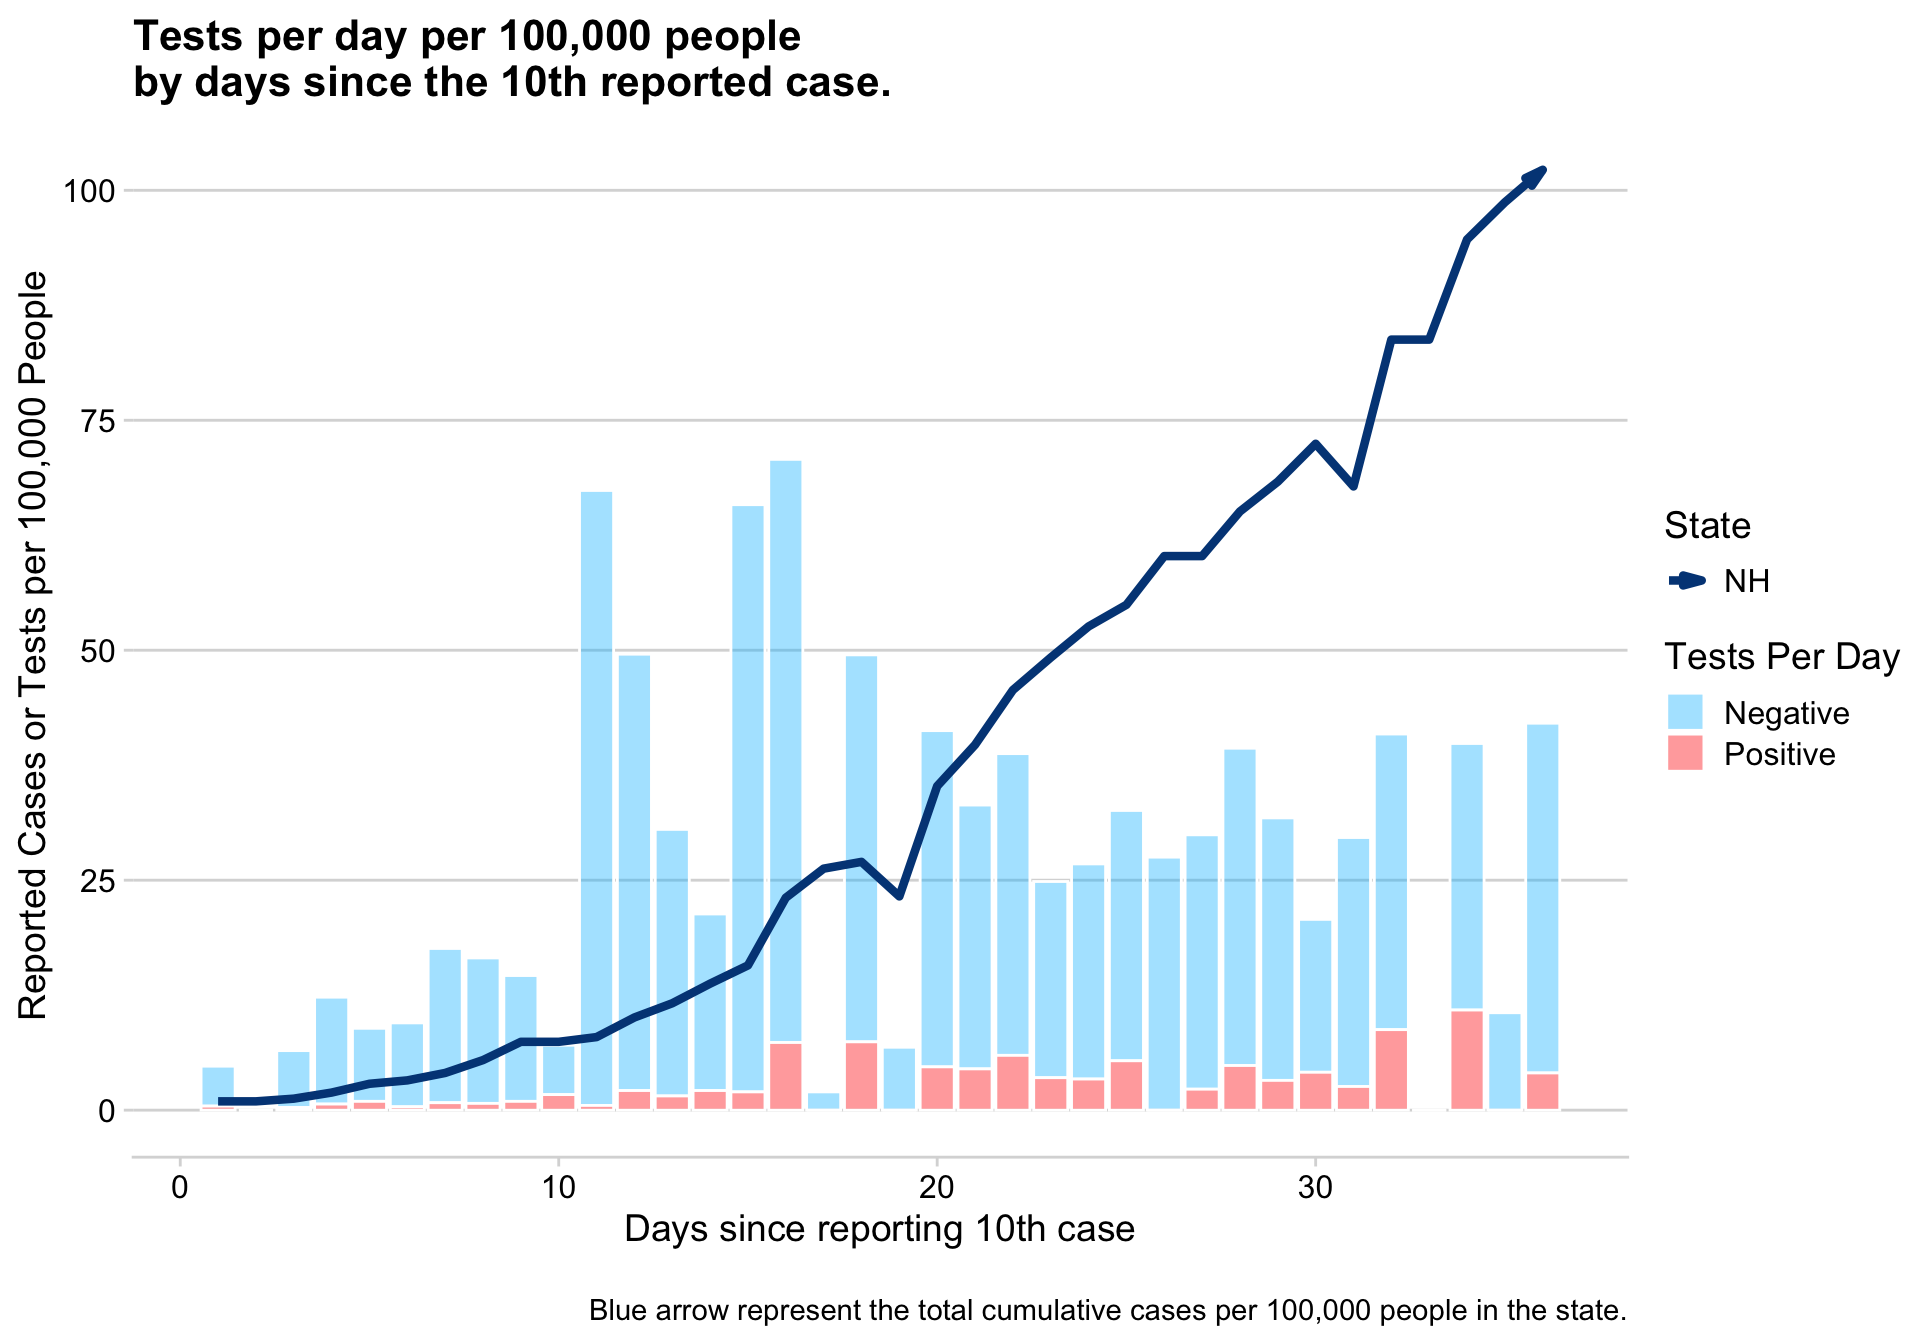 Tests per day per 100,000 people
by days since the 10th reported case.
Reported Cases or Tests per 100,000 People
100
75
50
25
0
0
10
20
30
Days since reporting 10th case
State
NH
Tests Per Day
Negative
Positive
Blue arrow represent the total cumulative cases per 100,000 people in the state.